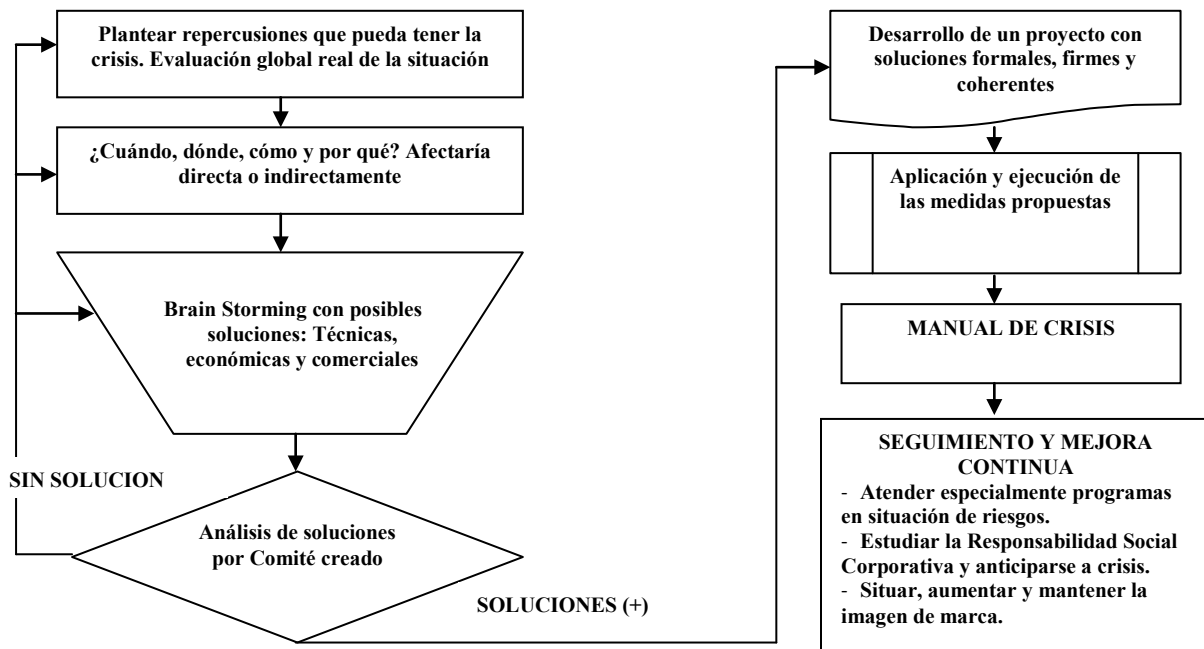 Plantear repercusiones que pueda tener la
crisis. Evaluación global real de la situación
¿Cuándo, dónde, cómo y por qué? Afectaría
directa o indirectamente
Brain Storming con posibles
soluciones: Técnicas,
económicas y comerciales
SIN SOLUCION
Análisis de soluciones
por Comité creado
SOLUCIONES (+)
Desarrollo de un proyecto con
soluciones formales, firmes y
coherentes
Aplicación y ejecución de
las medidas propuestas
MANUAL DE CRISIS
SEGUIMIENTO Y MEJORA
CONTINUA
- Atender especialmente programas
en situación de riesgos.
- Estudiar la Responsabilidad Social
Corporativa y anticiparse a crisis.
- Situar, aumentar y mantener la
imagen de marca.